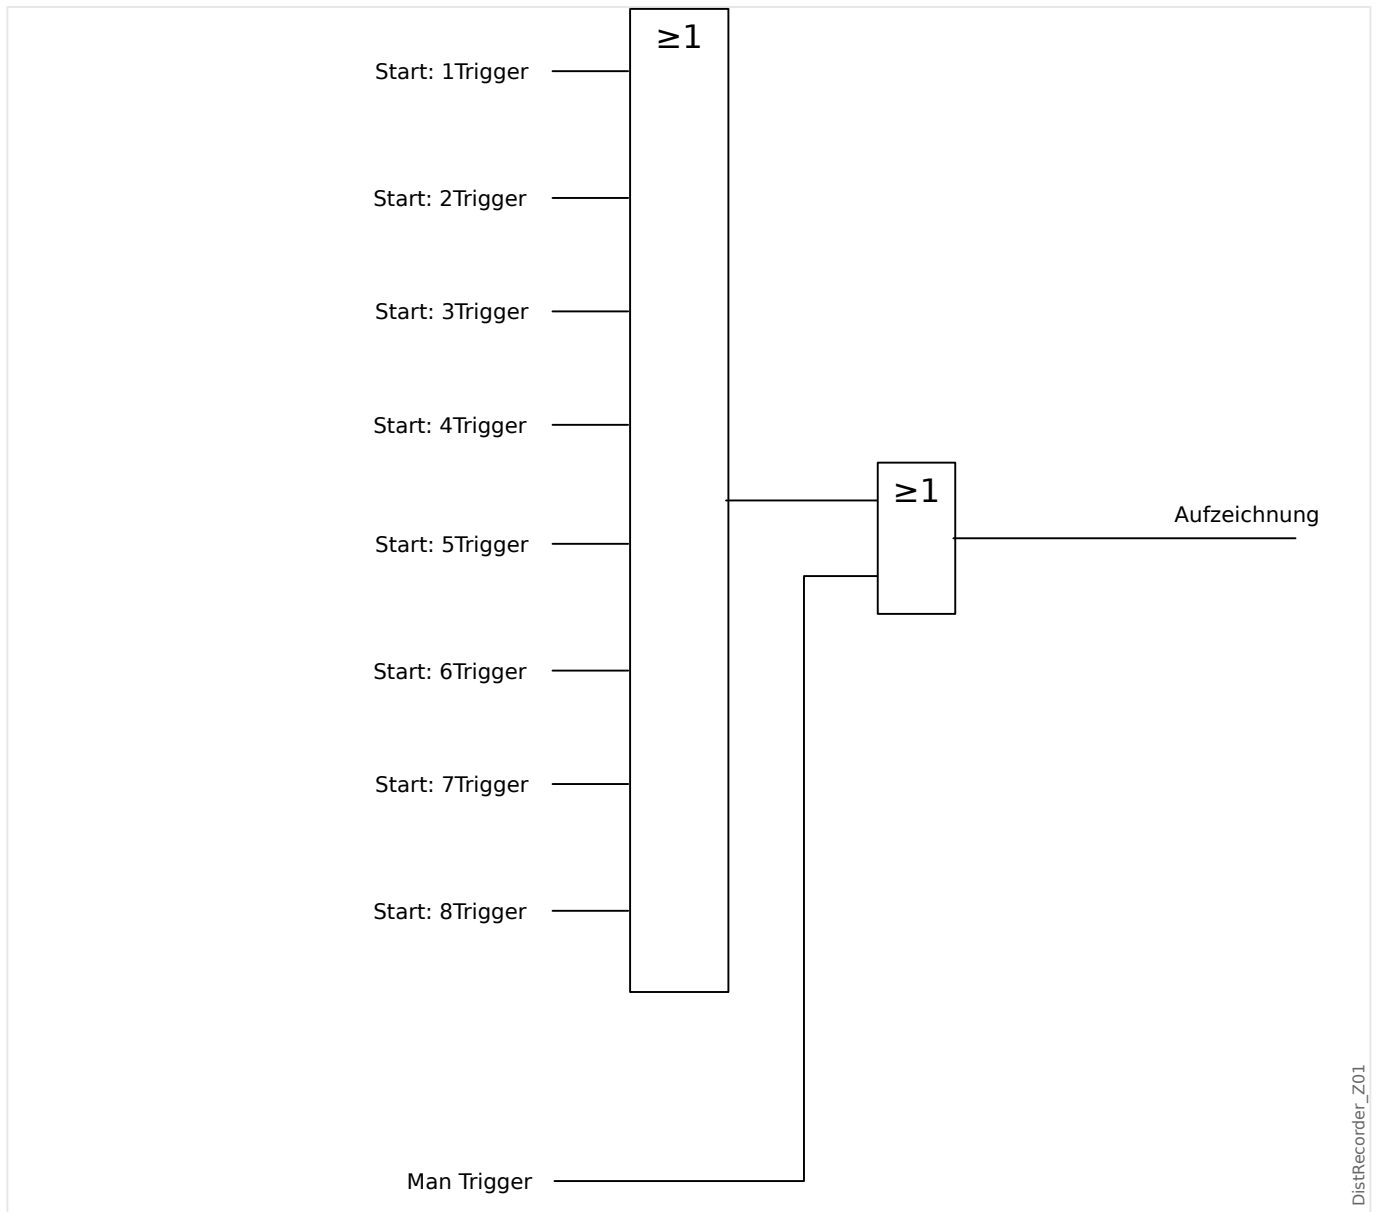 ≥1
Start: 1Trigger
Start: 2Trigger
Start: 3Trigger
Start: 4Trigger
≥1
Aufzeichnung
Start: 5Trigger
Start: 6Trigger
Start: 7Trigger
Start: 8Trigger
Man Trigger
DistRecorder_Z01